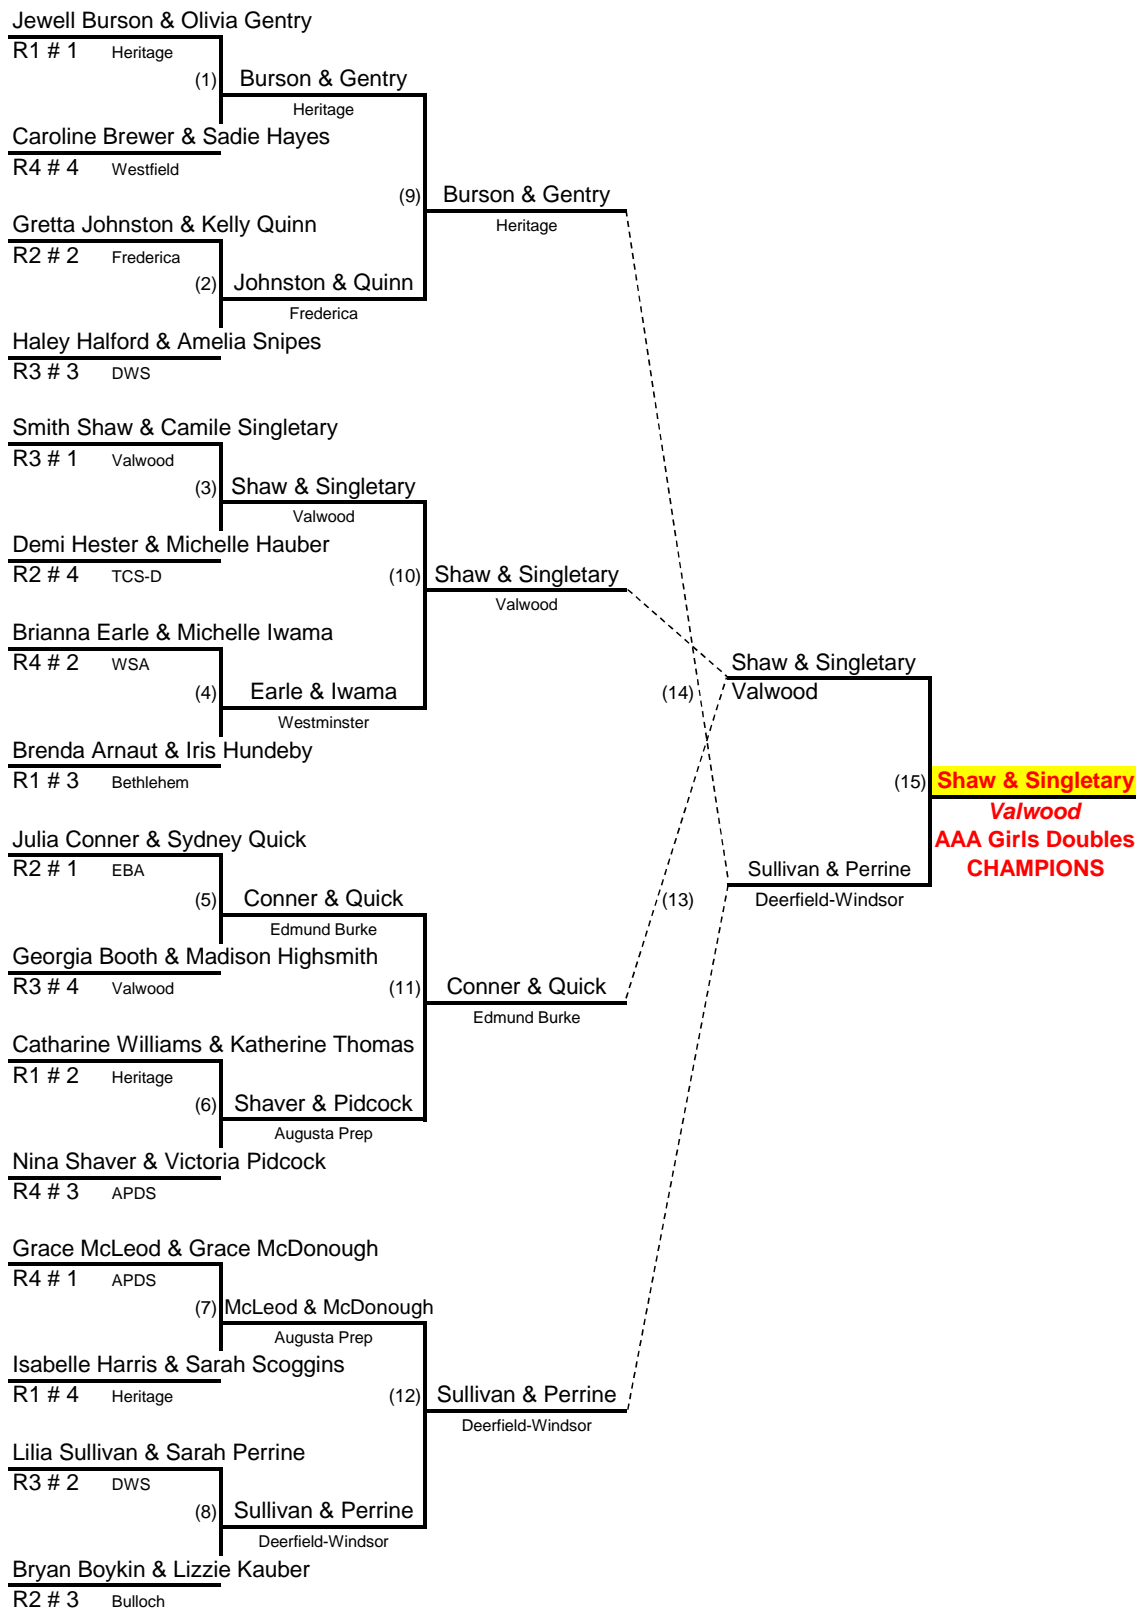 Jewell Burson & Olivia Gentry
R1 # 1 Heritage
(1) Burson & Gentry
Heritage
Caroline Brewer & Sadie Hayes
R4 # 4 Westfield
(9) Burson & Gentry
Heritage
Gretta Johnston & Kelly Quinn
R2 # 2 Frederica
(2) Johnston & Quinn
Frederica
Haley Halford & Amelia Snipes
R3 # 3 DWS
Smith Shaw & Camile Singletary
R3 # 1 Valwood
(3) Shaw & Singletary
Valwood
Demi Hester & Michelle Hauber
R2 # 4 TCS-D
(10) Shaw & Singletary
Valwood
Brianna Earle & Michelle Iwama
R4 # 2 WSA
Shaw & Singletary
(4) Earle & Iwama
(14) Valwood
Westminster
Brenda Arnaut & Iris Hundeby
R1 # 3 Bethlehem
(15) Shaw & Singletary
Valwood
AAA Girls Doubles
CHAMPIONS
Julia Conner & Sydney Quick
R2 # 1 EBA
Sullivan & Perrine
(5) Conner & Quick
(13) Deerfield-Windsor
Edmund Burke
Georgia Booth & Madison Highsmith
R3 # 4 Valwood
(11) Conner & Quick
Edmund Burke
Catharine Williams & Katherine Thomas
R1 # 2 Heritage
(6) Shaver & Pidcock
Augusta Prep
Nina Shaver & Victoria Pidcock
R4 # 3 APDS
Grace McLeod & Grace McDonough
R4 # 1 APDS
(7) McLeod & McDonough
Augusta Prep
Isabelle Harris & Sarah Scoggins
R1 # 4 Heritage
(12) Sullivan & Perrine
Deerfield-Windsor
Lilia Sullivan & Sarah Perrine
R3 # 2 DWS
(8) Sullivan & Perrine
Deerfield-Windsor
Bryan Boykin & Lizzie Kauber
R2 # 3 Bulloch